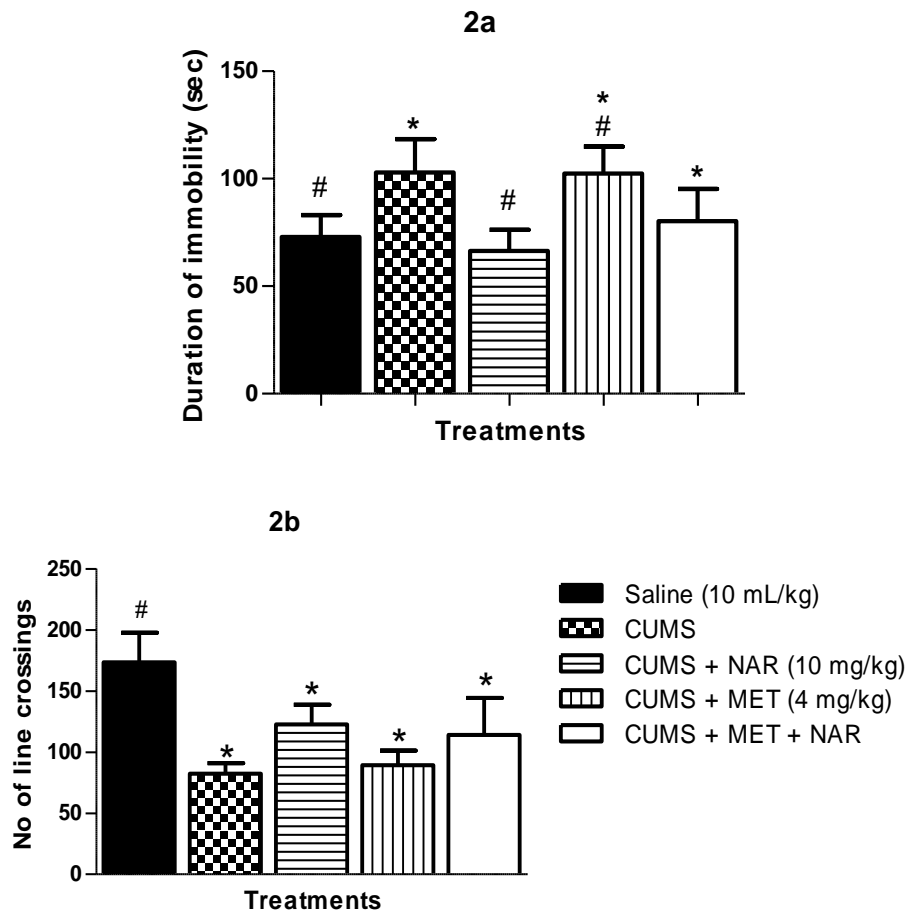 2a
Duration of immobility (sec)
150
100
50
0
#
*
#
*
#
*
Treatments
2b
No of line crossings
250
200
150
100
50
0
#
*
*
*
*
Treatments
Saline (10 mL/kg)
CUMS
CUMS + NAR (10 mg/kg)
CUMS + MET (4 mg/kg)
CUMS + MET + NAR